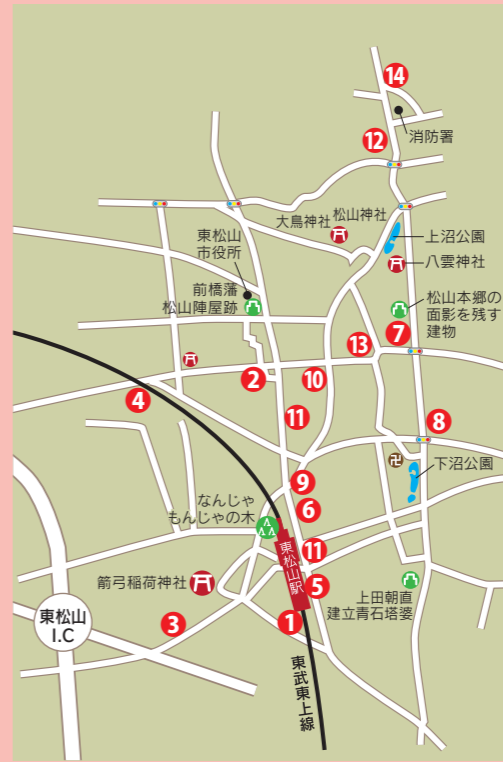 14
消防署
12
大鳥神社
松山神社
上沼公園
東松山
市役所
八雲神社
前橋藩
松山陣屋跡
松山本郷の
面影を残す
建物
7
13
2
10
4
11
8
9
下沼公園
なんじゃ
もんじゃの木
6
東松山駅
11
箭弓稲荷神社
5
上田朝直
建立青石塔婆
東松山
I.C
3
1
東武東上線